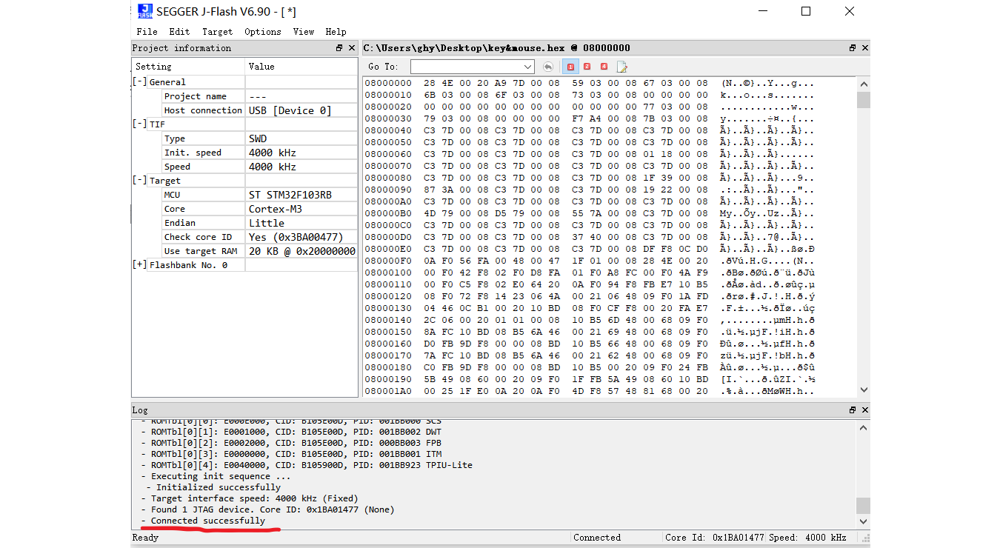 SEGGER J-Flash V6.90 - [ *]
File Edit Target Options View Help
Project information
C:\Users\ghy\Desktop\key&mouse.hex @ 08000000
Setting Value
Go To:
[-] General
Project name ---
Host connection USB [Device 0]
[-] TIF
Type SWD
Init. speed 4000 kHz
Speed 4000 kHz
[-] Target
MCU ST STM32F103RB
Core Cortex-M3
Endian Little
Check core ID Yes (0x3BA00477)
Use target RAM 20 KB @ 0x20000000
[+] Flashbank No. 0
08000000 28 4E 00 20 A9 7D 00 08 59 03 00 08 67 03 00 08 (N..©}..Y...g...
08000010 6B 03 00 08 6F 03 00 08 73 03 00 08 00 00 00 00 k...o...s.......
08000020 00 00 00 00 00 00 00 00 00 00 00 00 77 03 00 08 ............w...
08000030 79 03 00 08 00 00 00 00 F7 A4 00 08 7B 03 00 08 y.......÷¤..{...
08000040 C3 7D 00 08 C3 7D 00 08 C3 7D 00 08 C3 7D 00 08 Ã}..Ã}..Ã}..Ã}..
08000050 C3 7D 00 08 C3 7D 00 08 C3 7D 00 08 C3 7D 00 08 Ã}..Ã}..Ã}..Ã}..
08000060 C3 7D 00 08 C3 7D 00 08 C3 7D 00 08 01 18 00 08 Ã}..Ã}..Ã}......
08000070 C3 7D 00 08 C3 7D 00 08 C3 7D 00 08 C3 7D 00 08 Ã}..Ã}..Ã}..Ã}..
08000080 C3 7D 00 08 C3 7D 00 08 C3 7D 00 08 1F 39 00 08 Ã}..Ã}..Ã}...9..
08000090 87 3A 00 08 C3 7D 00 08 C3 7D 00 08 19 22 00 08 .:..Ã}..Ã}..."..
080000A0 C3 7D 00 08 C3 7D 00 08 C3 7D 00 08 C3 7D 00 08 Ã}..Ã}..Ã}..Ã}..
080000B0 4D 79 00 08 D5 79 00 08 55 7A 00 08 C3 7D 00 08 My..Õy..Uz..Ã}..
080000C0 C3 7D 00 08 C3 7D 00 08 C3 7D 00 08 C3 7D 00 08 Ã}..Ã}..Ã}..Ã}..
080000D0 C3 7D 00 08 C3 7D 00 08 37 40 00 08 C3 7D 00 08 Ã}..Ã}..7@..Ã}..
080000E0 C3 7D 00 08 C3 7D 00 08 C3 7D 00 08 DF F8 0C D0 Ã}..Ã}..Ã}..ßø.Ð
080000F0 0A F0 56 FA 00 48 00 47 1F 01 00 08 28 4E 00 20 .ðVú.H.G....(N..
08000100 00 F0 42 F8 02 F0 D8 FA 01 F0 A8 FC 00 F0 4A F9 .ðBø.ðØú.ð¨ü.ðJù
08000110 00 F0 C5 F8 02 E0 64 20 0A F0 94 F8 FB E7 10 B5 .ðÅø.àd..ð.øûç.µ
08000120 08 F0 72 F8 14 23 06 4A 00 21 06 48 09 F0 1A FD .ðrø.#.J.!.H.ð.ý
08000130 04 46 0C B1 00 20 10 BD 08 F0 CF F8 00 20 FA E7 .F.±...½.ðÏø..úç
08000140 2C 06 00 20 01 01 00 08 10 B5 6D 48 00 68 09 F0 ,........µmH.h.ð
08000150 8A FC 10 BD 08 B5 6A 46 00 21 69 48 00 68 09 F0 .ü.½.µjF.!iH.h.ð
08000160 D0 FB 9D F8 00 00 08 BD 10 B5 66 48 00 68 09 F0 Ðû.ø...½.µfH.h.ð
08000170 7A FC 10 BD 08 B5 6A 46 00 21 62 48 00 68 09 F0 zü.½.µjF.!bH.h.ð
08000180 C0 FB 9D F8 00 00 08 BD 10 B5 00 20 09 F0 24 FB Àû.ø...½.µ...ð$û
08000190 5B 49 08 60 00 20 09 F0 1F FB 5A 49 08 60 10 BD [I.`...ð.ûZI.`.½
080001A0 00 25 1F E0 0A 20 0A F0 4D F8 57 48 81 68 00 20 .%.à...ðMøWH.h..
Log
- ROMTbl[0][0]: E000E000, CID: B105E00D, PID: 001BB000 SCS
- ROMTbl[0][1]: E0001000, CID: B105E00D, PID: 001BB002 DWT
- ROMTbl[0][2]: E0002000, CID: B105E00D, PID: 000BB003 FPB
- ROMTbl[0][3]: E0000000, CID: B105E00D, PID: 001BB001 ITM
- ROMTbl[0][4]: E0040000, CID: B105900D, PID: 001BB923 TPIU-Lite
- Executing init sequence ...
- Initialized successfully
- Target interface speed: 4000 kHz (Fixed)
- Found 1 JTAG device. Core ID: 0x1BA01477 (None)
- Connected successfully
Ready Connected Core Id: 0x1BA01477 Speed: 4000 kHz